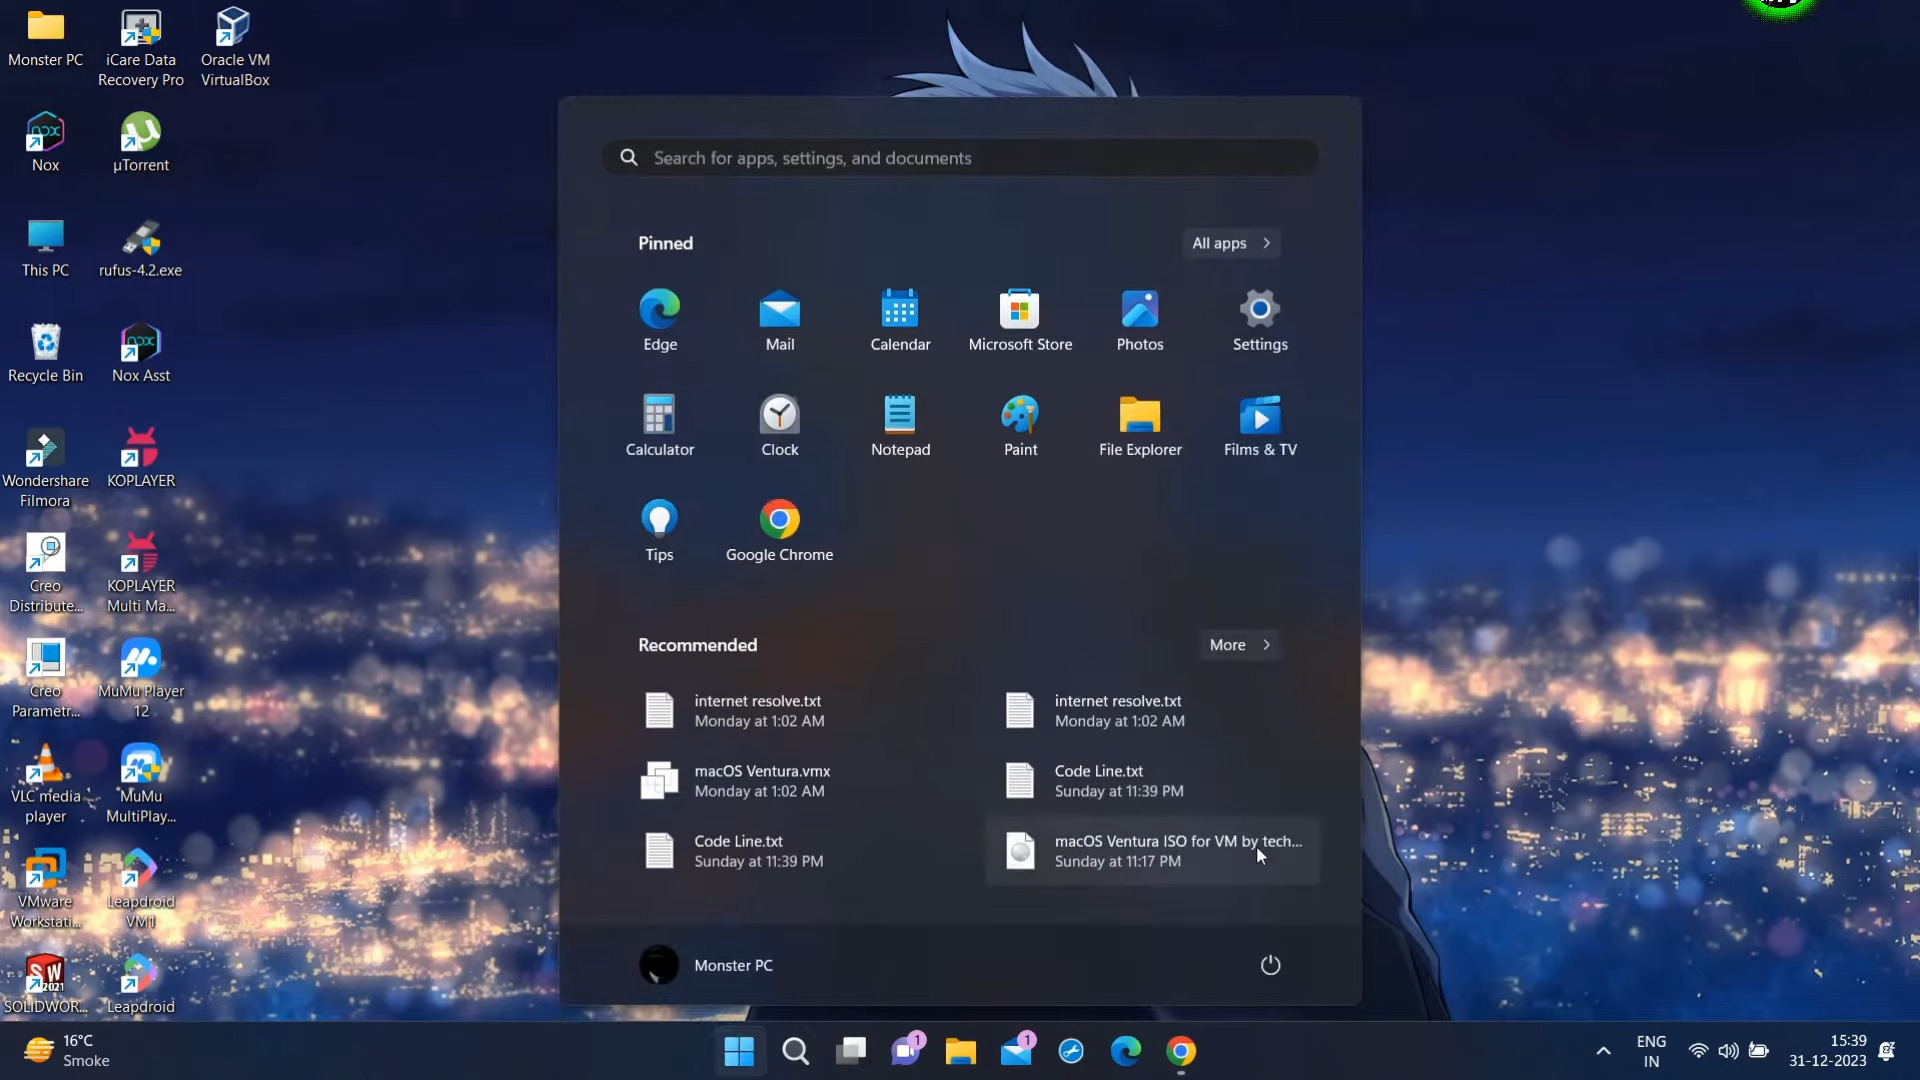 Monster PC
iCare Data
Recovery Pro
Oracle VM
VirtualBox
Nox
µTorrent
This PC
rufus-4.2.exe
Recycle Bin
Nox Asst
Wondershare
Filmora
KOPLAYER
Creo
Distribute...
KOPLAYER
Multi Ma...
Creo
Parametr...
MuMu Player
12
VLC media
player
MuMu
MultiPlay...
VMware
Workstati...
Leapdroid
VM1
SOLIDWOR...
Leapdroid
Search for apps, settings, and documents
Pinned
All apps
Edge
Mail
Calendar
Microsoft Store
Photos
Settings
Calculator
Clock
Notepad
Paint
File Explorer
Films & TV
Tips
Google Chrome
Recommended
More
internet resolve.txt
Monday at 1:02 AM
internet resolve.txt
Monday at 1:02 AM
macOS Ventura.vmx
Monday at 1:02 AM
Code Line.txt
Sunday at 11:39 PM
Code Line.txt
Sunday at 11:39 PM
macOS Ventura ISO for VM by tech...
Sunday at 11:17 PM
Monster PC
16°C
Smoke
1
1
ENG
IN
15:39
31-12-2023